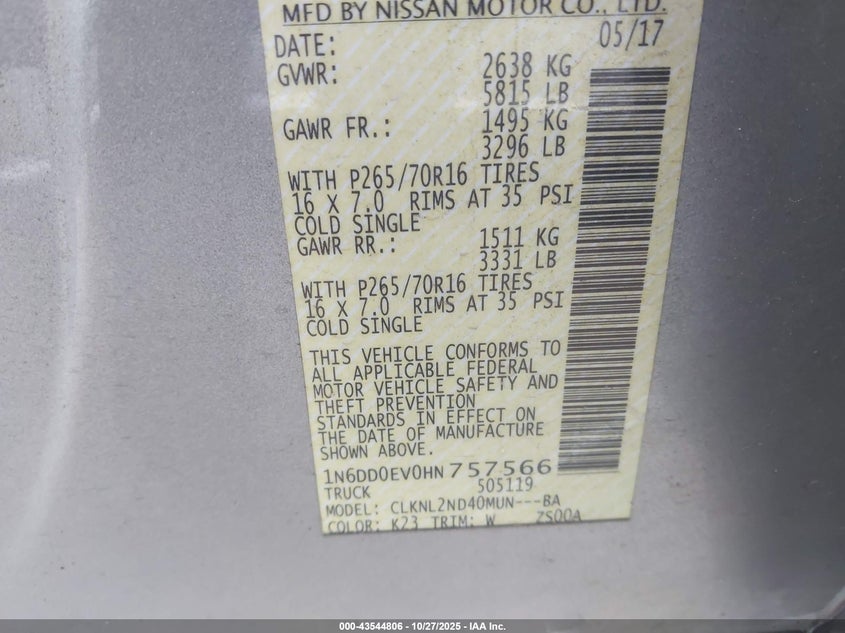 MFD BY NISSAN MOTOR CO., LTD.
DATE: 05/17
GVWR: 2638 KG
5815 LB
GAWR FR.: 1495 KG
3296 LB
WITH P265/70R16 TIRES
16 X 7.0 RIMS AT 35 PSI
COLD SINGLE
GAWR RR.: 1511 KG
3331 LB
WITH P265/70R16 TIRES
16 X 7.0 RIMS AT 35 PSI
COLD SINGLE
THIS VEHICLE CONFORMS TO
ALL APPLICABLE FEDERAL
MOTOR VEHICLE SAFETY AND
THEFT PREVENTION
STANDARDS IN EFFECT ON
THE DATE OF MANUFACTURE
SHOWN ABOVE.
1N6DD0EV0HN757566
TRUCK 505119
MODEL: CLKNL2ND40MUN---BA
COLOR: K23 TRIM: W ZS00A
000-43544806 - 10/27/2025 - IAA Inc.